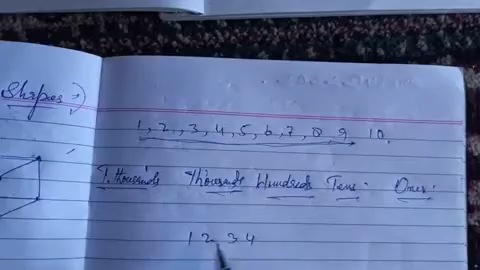 Shapes :-)
1, 2, 3, 4, 5, 6, 7, 8, 9, 10.
T. thousands Thousands Hundreds Tens. Ones.
1 2 3 4